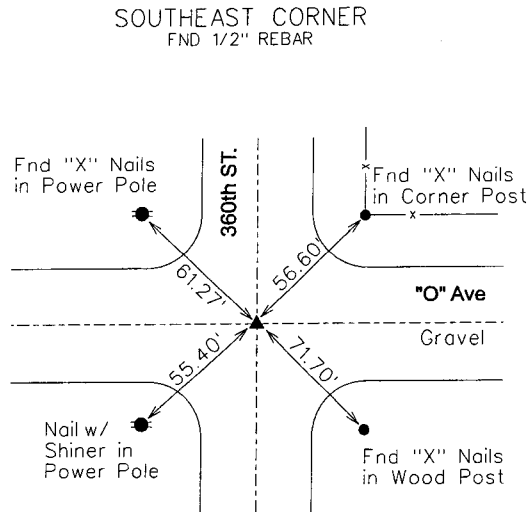 SOUTHEAST CORNER
FND 1/2" REBAR
Fnd "X" Nails
in Power Pole
360th ST.
Fnd "X" Nails
in Corner Post
61.27'
56.60'
"O" Ave
Gravel
55.40'
71.70'
Nail w/
Shiner in
Power Pole
Fnd "X" Nails
in Wood Post